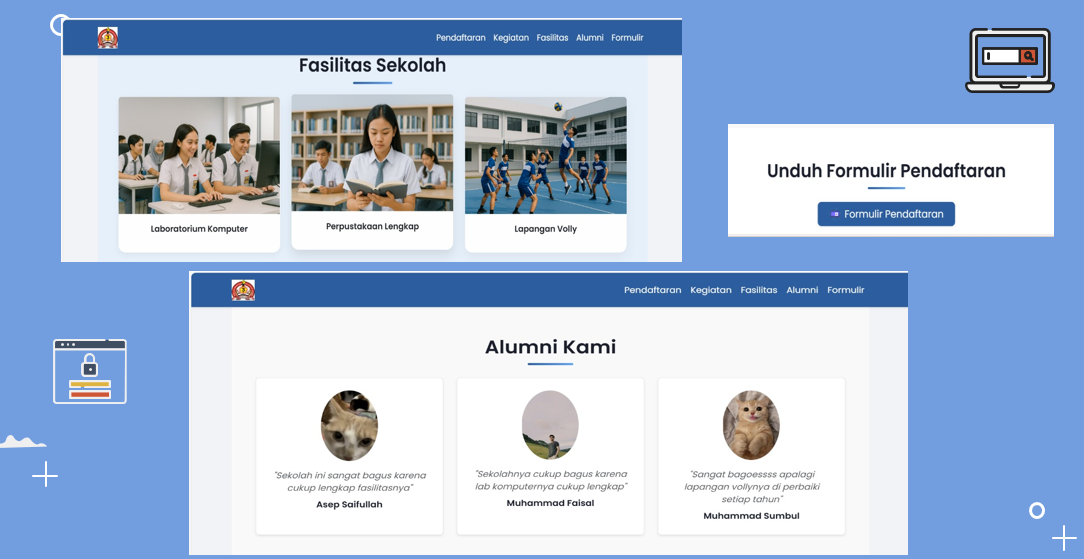 Pendaftaran Kegiatan Fasilitas Alumni Formulir
Fasilitas Sekolah
Laboratorium Komputer
Perpustakaan Lengkap
Lapangan Volly
Unduh Formulir Pendaftaran
Formulir Pendaftaran
Pendaftaran Kegiatan Fasilitas Alumni Formulir
Alumni Kami
"Sekolah ini sangat bagus karena
cukup lengkap fasilitasnya"
Asep Saifullah
"Sekolahnya cukup bagus karena
lab komputernya cukup lengkap"
Muhammad Faisal
"Sangat bagoessss apalagi
lapangan vollynya di perbaiki
setiap tahun"
Muhammad Sumbul